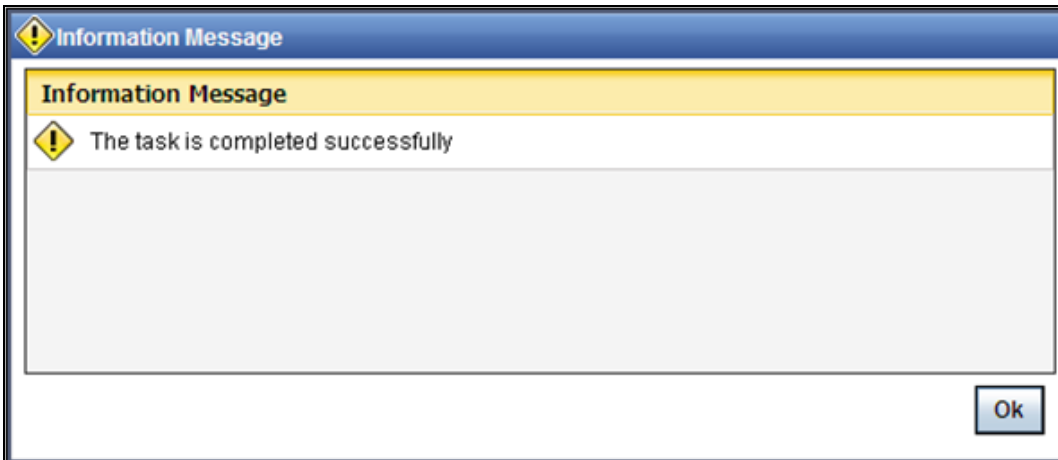 Information Message
Information Message
The task is completed successfully
Ok